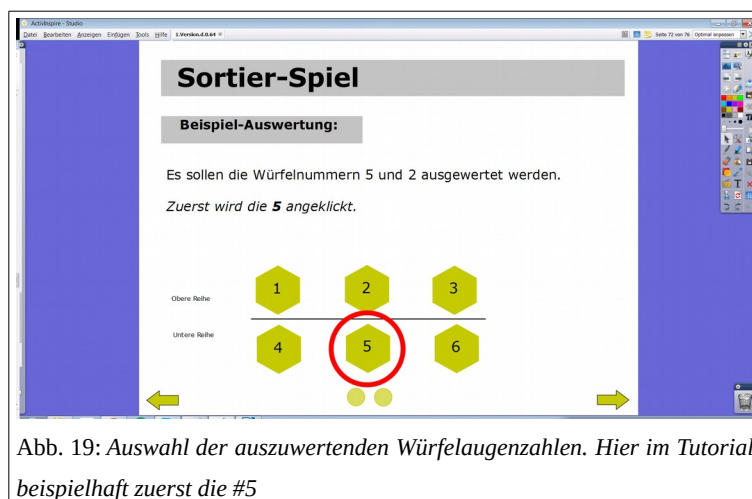 ActivInspire - Studio
Datei Bearbeiten Anzeigen Einfügen Tools Hilfe 1.Version.d.0.64
Seite 72 von 76 Optimal anpassen
Sortier-Spiel
Beispiel-Auswertung:
Es sollen die Würfelnummern 5 und 2 ausgewertet werden.
Zuerst wird die 5 angeklickt.
Obere Reihe 1 2 3
Untere Reihe 4 5 6
Abb. 19: Auswahl der auszuwertenden Würfelaugenzahlen. Hier im Tutorial
beispielhaft zuerst die #5